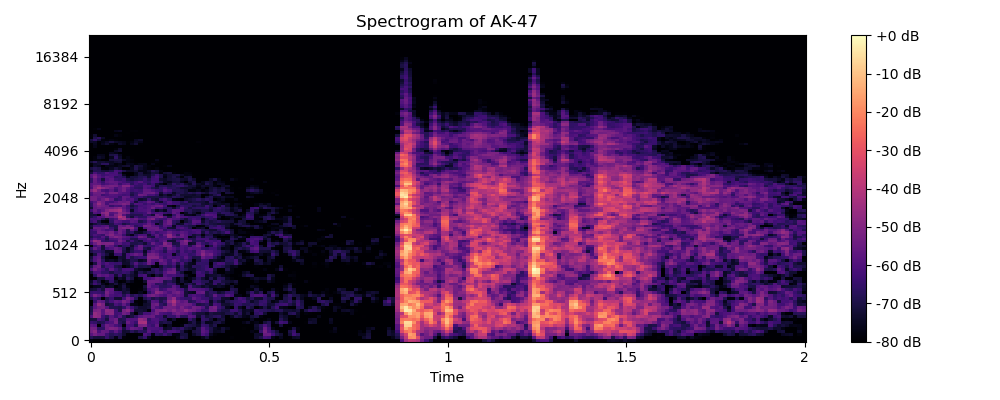 Spectrogram of AK-47
16384
8192
4096
2048
1024
512
0
Hz
0
0.5
1
1.5
2
Time
+0 dB
-10 dB
-20 dB
-30 dB
-40 dB
-50 dB
-60 dB
-70 dB
-80 dB